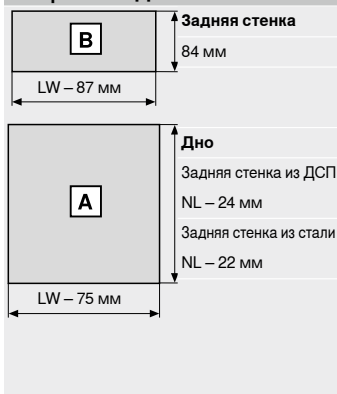 B
Задняя стенка
84 мм
LW – 87 мм
A
Дно
Задняя стенка из ДСП
NL – 24 мм
Задняя стенка из стали
NL – 22 мм
LW – 75 мм